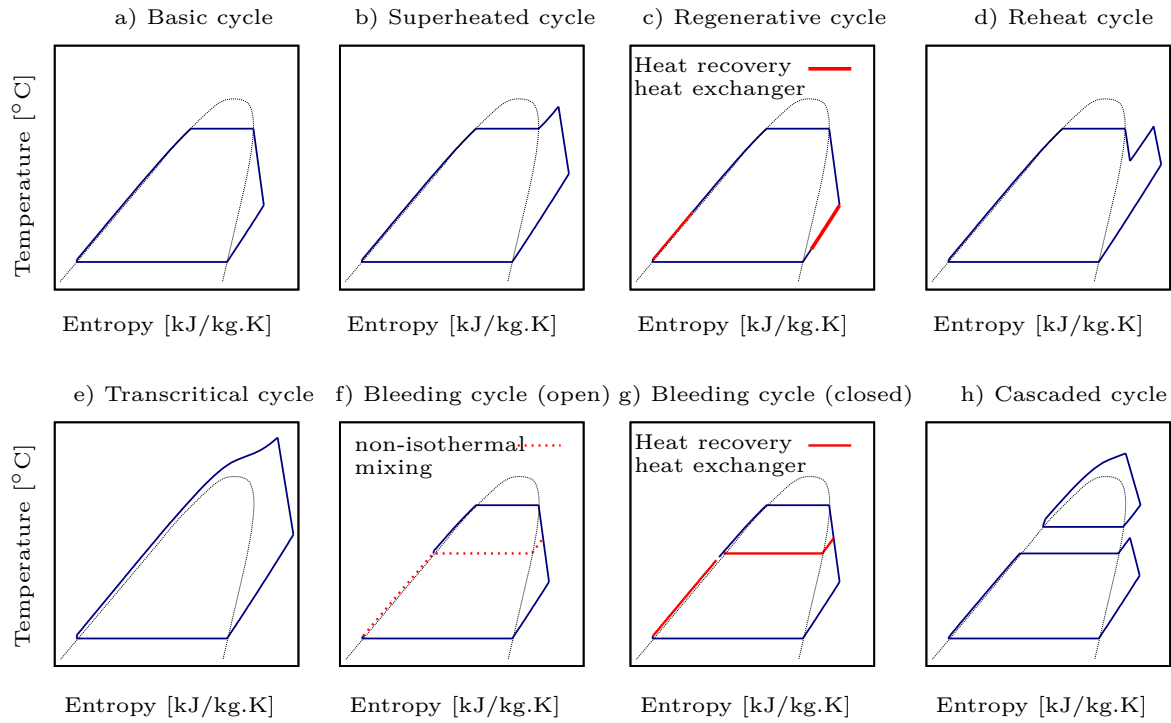 a) Basic cycle
b) Superheated cycle
c) Regenerative cycle
d) Reheat cycle
Temperature [°C]
Heat recovery
heat exchanger
Entropy [kJ/kg.K]
Entropy [kJ/kg.K]
Entropy [kJ/kg.K]
Entropy [kJ/kg.K]
e) Transcritical cycle
f) Bleeding cycle (open)
g) Bleeding cycle (closed)
h) Cascaded cycle
Temperature [°C]
non-isothermal
mixing
Heat recovery
heat exchanger
Entropy [kJ/kg.K]
Entropy [kJ/kg.K]
Entropy [kJ/kg.K]
Entropy [kJ/kg.K]